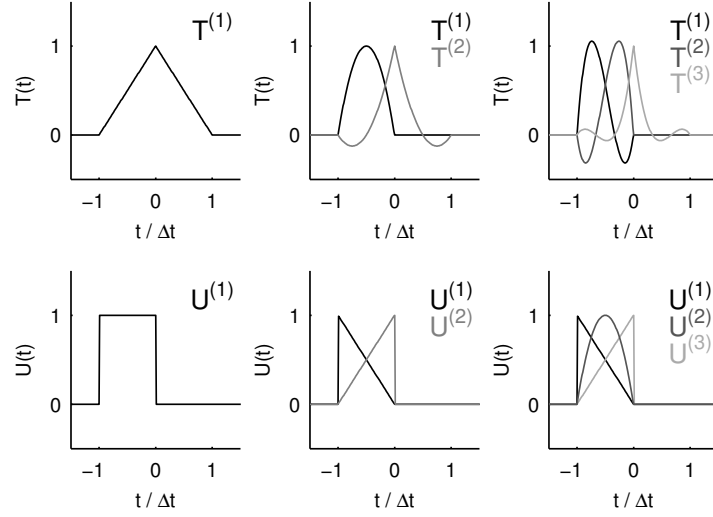 T(1)
T(t)
1
0
−1 0 1
t / Δt
T(1)
T(2)
T(t)
1
0
−1 0 1
t / Δt
T(1)
T(2)
T(3)
T(t)
1
0
−1 0 1
t / Δt
U(1)
U(t)
1
0
−1 0 1
t / Δt
U(1)
U(2)
U(t)
1
0
−1 0 1
t / Δt
U(1)
U(2)
U(3)
U(t)
1
0
−1 0 1
t / Δt